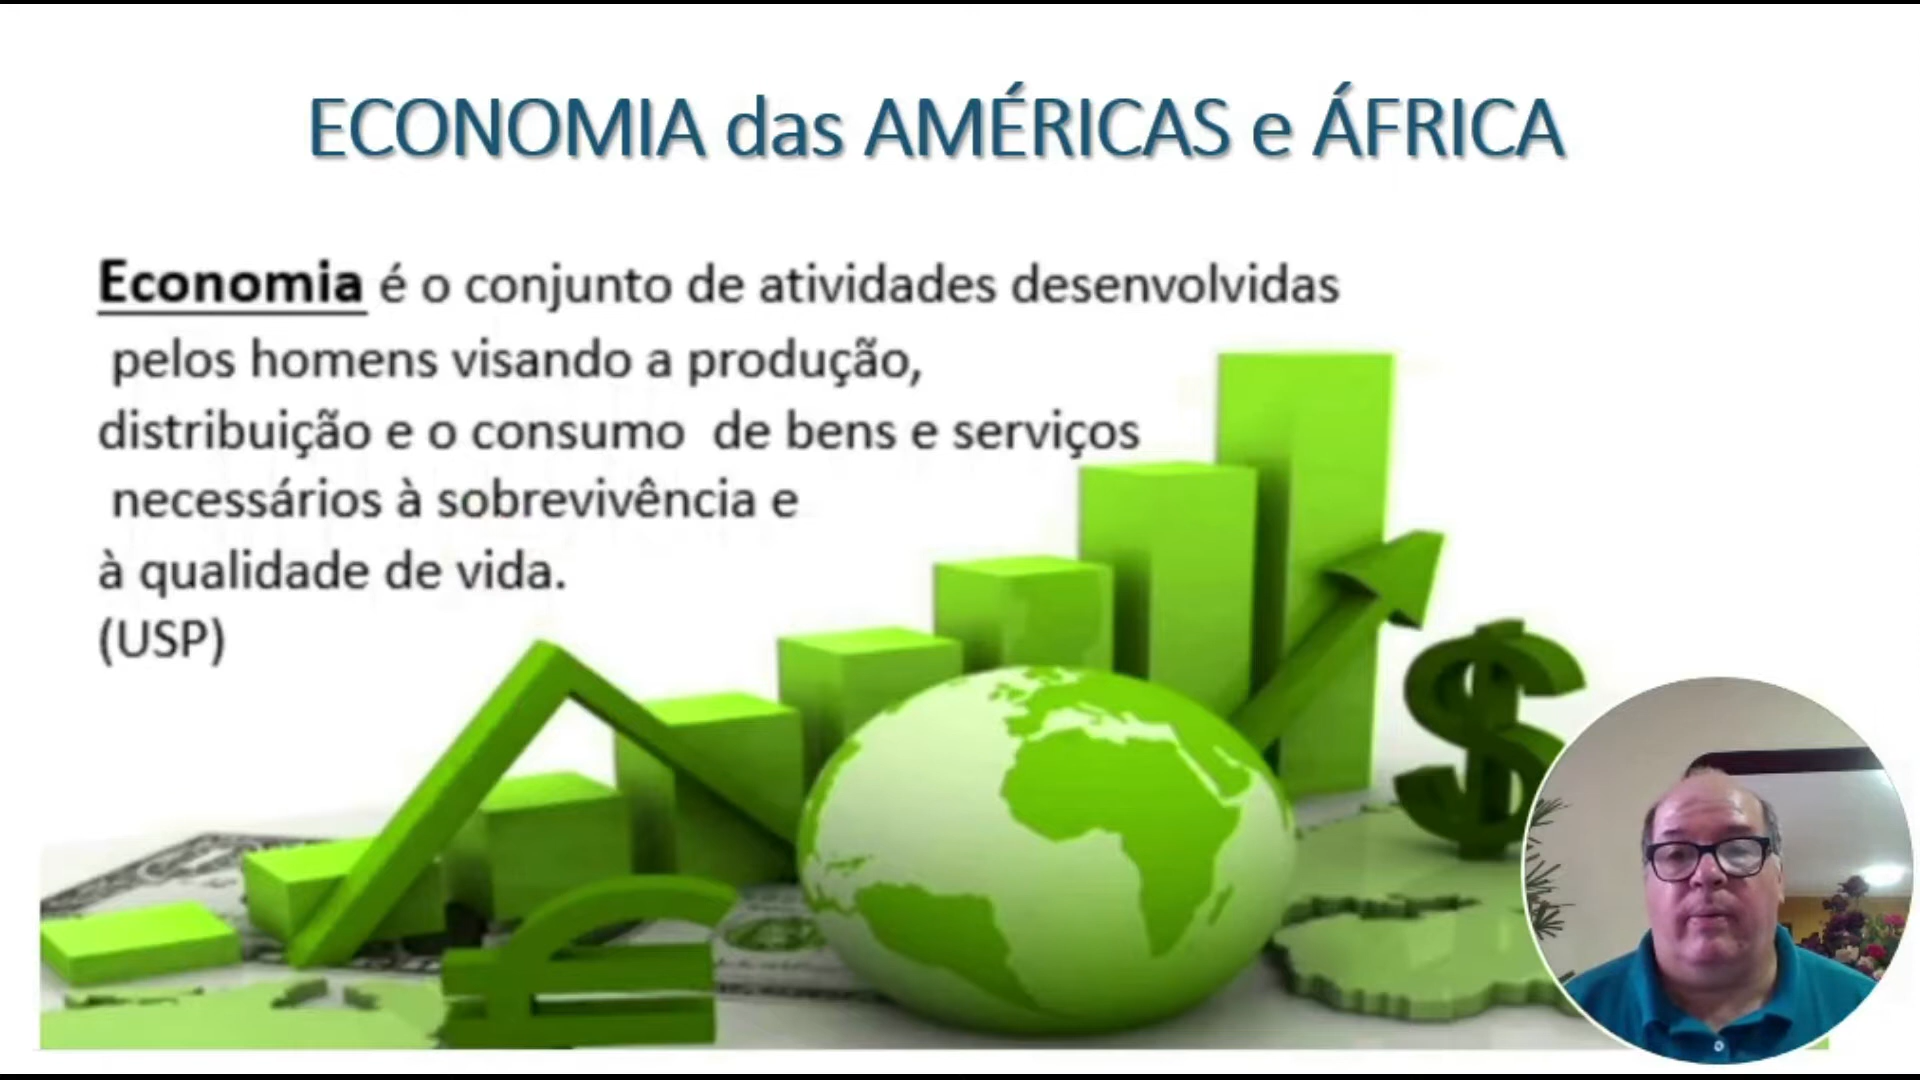 ECONOMIA das AMÉRICAS e ÁFRICA
Economia é o conjunto de atividades desenvolvidas
pelos homens visando a produção,
distribuição e o consumo de bens e serviços
necessários à sobrevivência e
à qualidade de vida.
(USP)